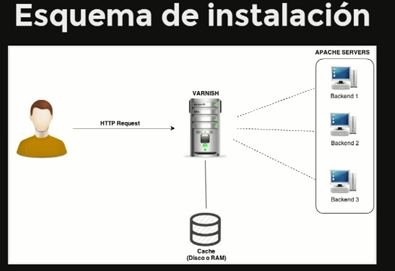 Esquema de instalación
APACHE SERVERS
VARNISH
Backend 1
HTTP Request
Backend 2
Backend 3
Cache
(Disco o RAM)